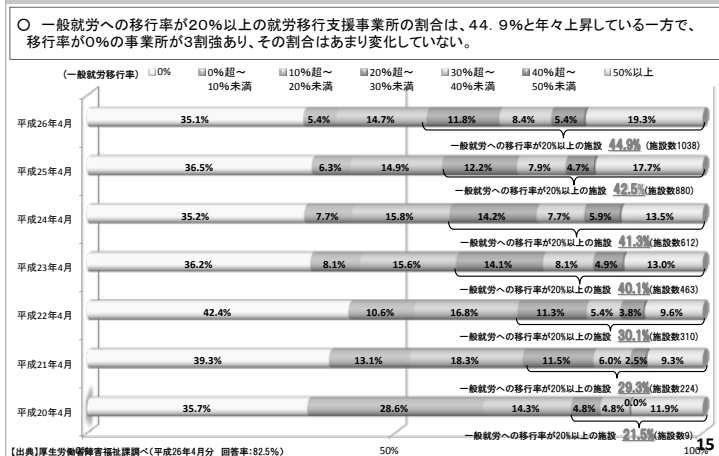 ○ 一般就労への移行率が20%以上の就労移行支援事業所の割合は、44.9%と年々上昇している一方で、
移行率が0%の事業所が3割強あり、その割合はあまり変化していない。
(一般就労移行率) 0% 0%超~10%未満 10%超~20%未満 20%超~30%未満 30%超~40%未満 40%超~50%未満 50%以上
平成26年4月 35.1% 5.4% 14.7% 11.8% 8.4% 5.4% 19.3%
一般就労への移行率が20%以上の施設 44.9% (施設数1038)
平成25年4月 36.5% 6.3% 14.9% 12.2% 7.9% 4.7% 17.7%
一般就労への移行率が20%以上の施設 42.5%(施設数880)
平成24年4月 35.2% 7.7% 15.8% 14.2% 7.7% 5.9% 13.5%
一般就労への移行率が20%以上の施設 41.3%(施設数612)
平成23年4月 36.2% 8.1% 15.6% 14.1% 8.1% 4.9% 13.0%
一般就労への移行率が20%以上の施設 40.1%(施設数463)
平成22年4月 42.4% 10.6% 16.8% 11.3% 5.4% 3.8% 9.6%
一般就労への移行率が20%以上の施設 30.1%(施設数310)
平成21年4月 39.3% 13.1% 18.3% 11.5% 6.0% 2.5% 9.3%
一般就労への移行率が20%以上の施設 29.3%(施設数224)
平成20年4月 35.7% 28.6% 14.3% 4.8% 4.8% 0.0% 11.9%
一般就労への移行率が20%以上の施設 21.5%(施設数9)
0% 50% 100%
【出典】厚生労働省障害福祉課調べ(平成26年4月分 回答率:82.5%)
15